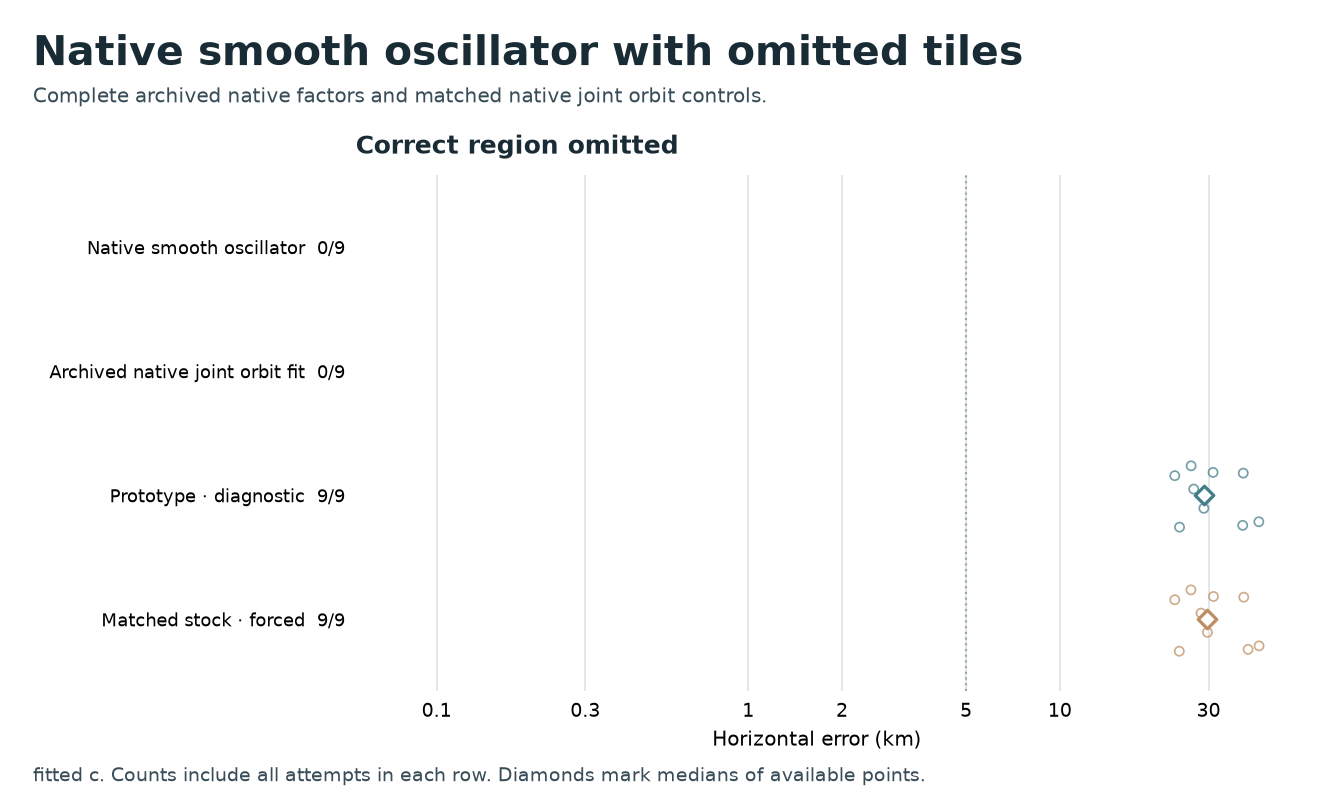 Native smooth oscillator with omitted tiles
Complete archived native factors and matched native joint orbit controls.
Correct region omitted
Native smooth oscillator 0/9
Archived native joint orbit fit 0/9
Prototype · diagnostic 9/9
Matched stock · forced 9/9
0.1 0.3 1 2 5 10 30
Horizontal error (km)
fitted c. Counts include all attempts in each row. Diamonds mark medians of available points.